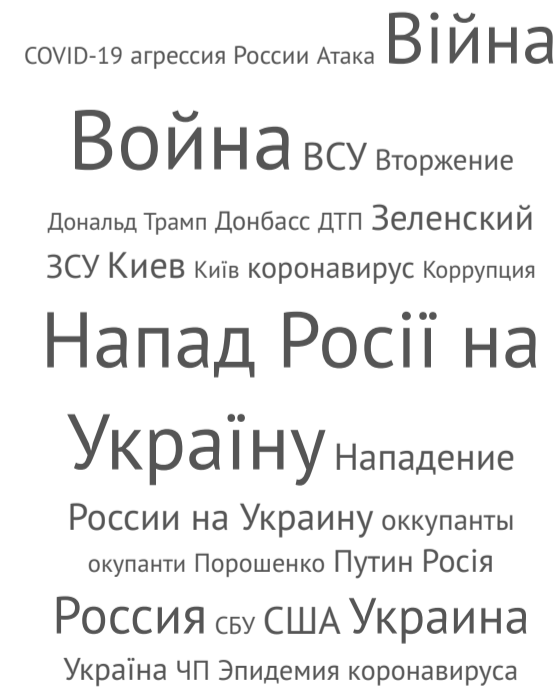 COVID-19 агрессия России Атака Війна
Война ВСУ Вторжение
Дональд Трамп Донбасс ДТП Зеленский
ЗСУ Киев Київ коронавирус Коррупция
Напад Росії на
Україну Нападение
России на Украину оккупанты
окупанти Порошенко Путин Росія
Россия СБУ США Украина
Україна ЧП Эпидемия коронавируса